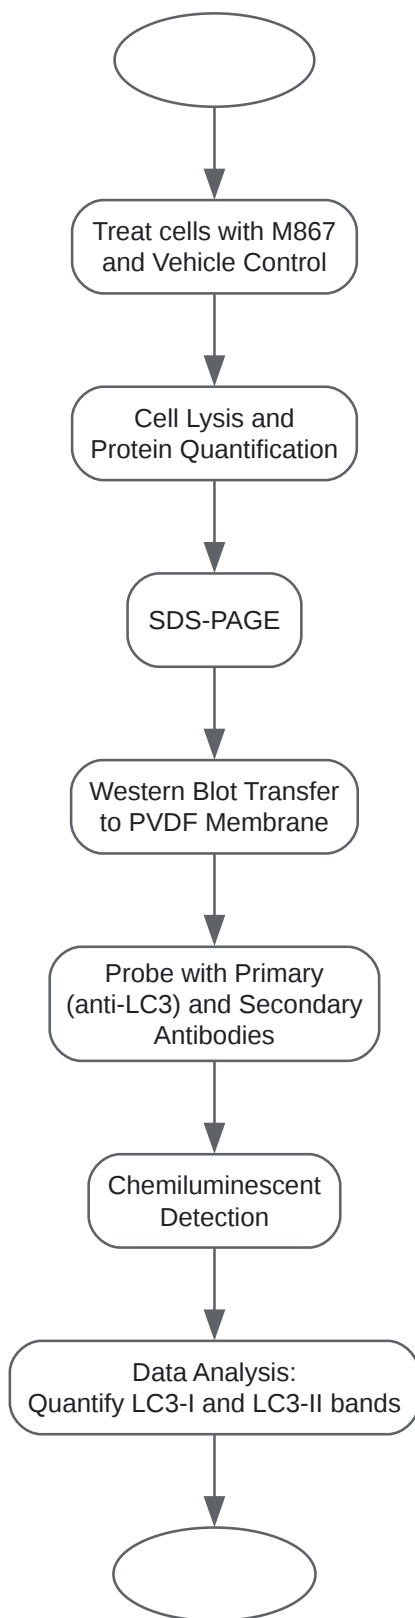 Treat cells with M867
and Vehicle Control
Cell Lysis and
Protein Quantification
SDS-PAGE
Western Blot Transfer
to PVDF Membrane
Probe with Primary
(anti-LC3) and Secondary
Antibodies
Chemiluminescent
Detection
Data Analysis:
Quantify LC3-I and LC3-II bands